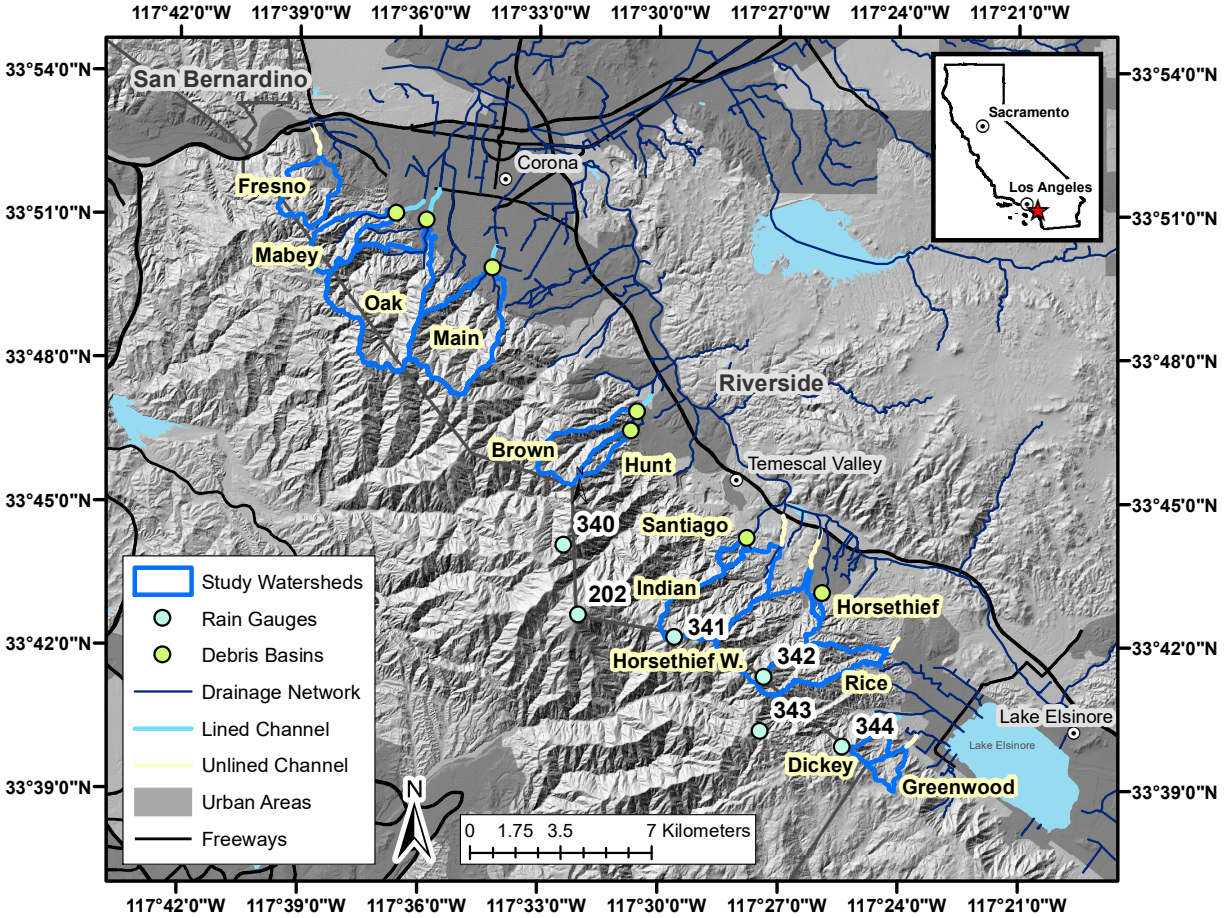 117°42'0"W 117°39'0"W 117°36'0"W 117°33'0"W 117°30'0"W 117°27'0"W 117°24'0"W 117°21'0"W
33°54'0"N
33°54'0"N
San Bernardino
Sacramento
Los Angeles
Corona
Fresno
33°51'0"N
33°51'0"N
Mabey
Oak
Main
33°48'0"N
33°48'0"N
Riverside
Brown
Hunt
Temescal Valley
33°45'0"N
33°45'0"N
340
Santiago
Indian
202
Horsethief
341
33°42'0"N
33°42'0"N
Horsethief W.
342
Rice
343
344
Lake Elsinore
Lake Elsinore
Dickey
Greenwood
33°39'0"N
33°39'0"N
Study Watersheds
Rain Gauges
Debris Basins
Drainage Network
Lined Channel
Unlined Channel
Urban Areas
Freeways
N
0 1.75 3.5 7 Kilometers
117°42'0"W 117°39'0"W 117°36'0"W 117°33'0"W 117°30'0"W 117°27'0"W 117°24'0"W 117°21'0"W